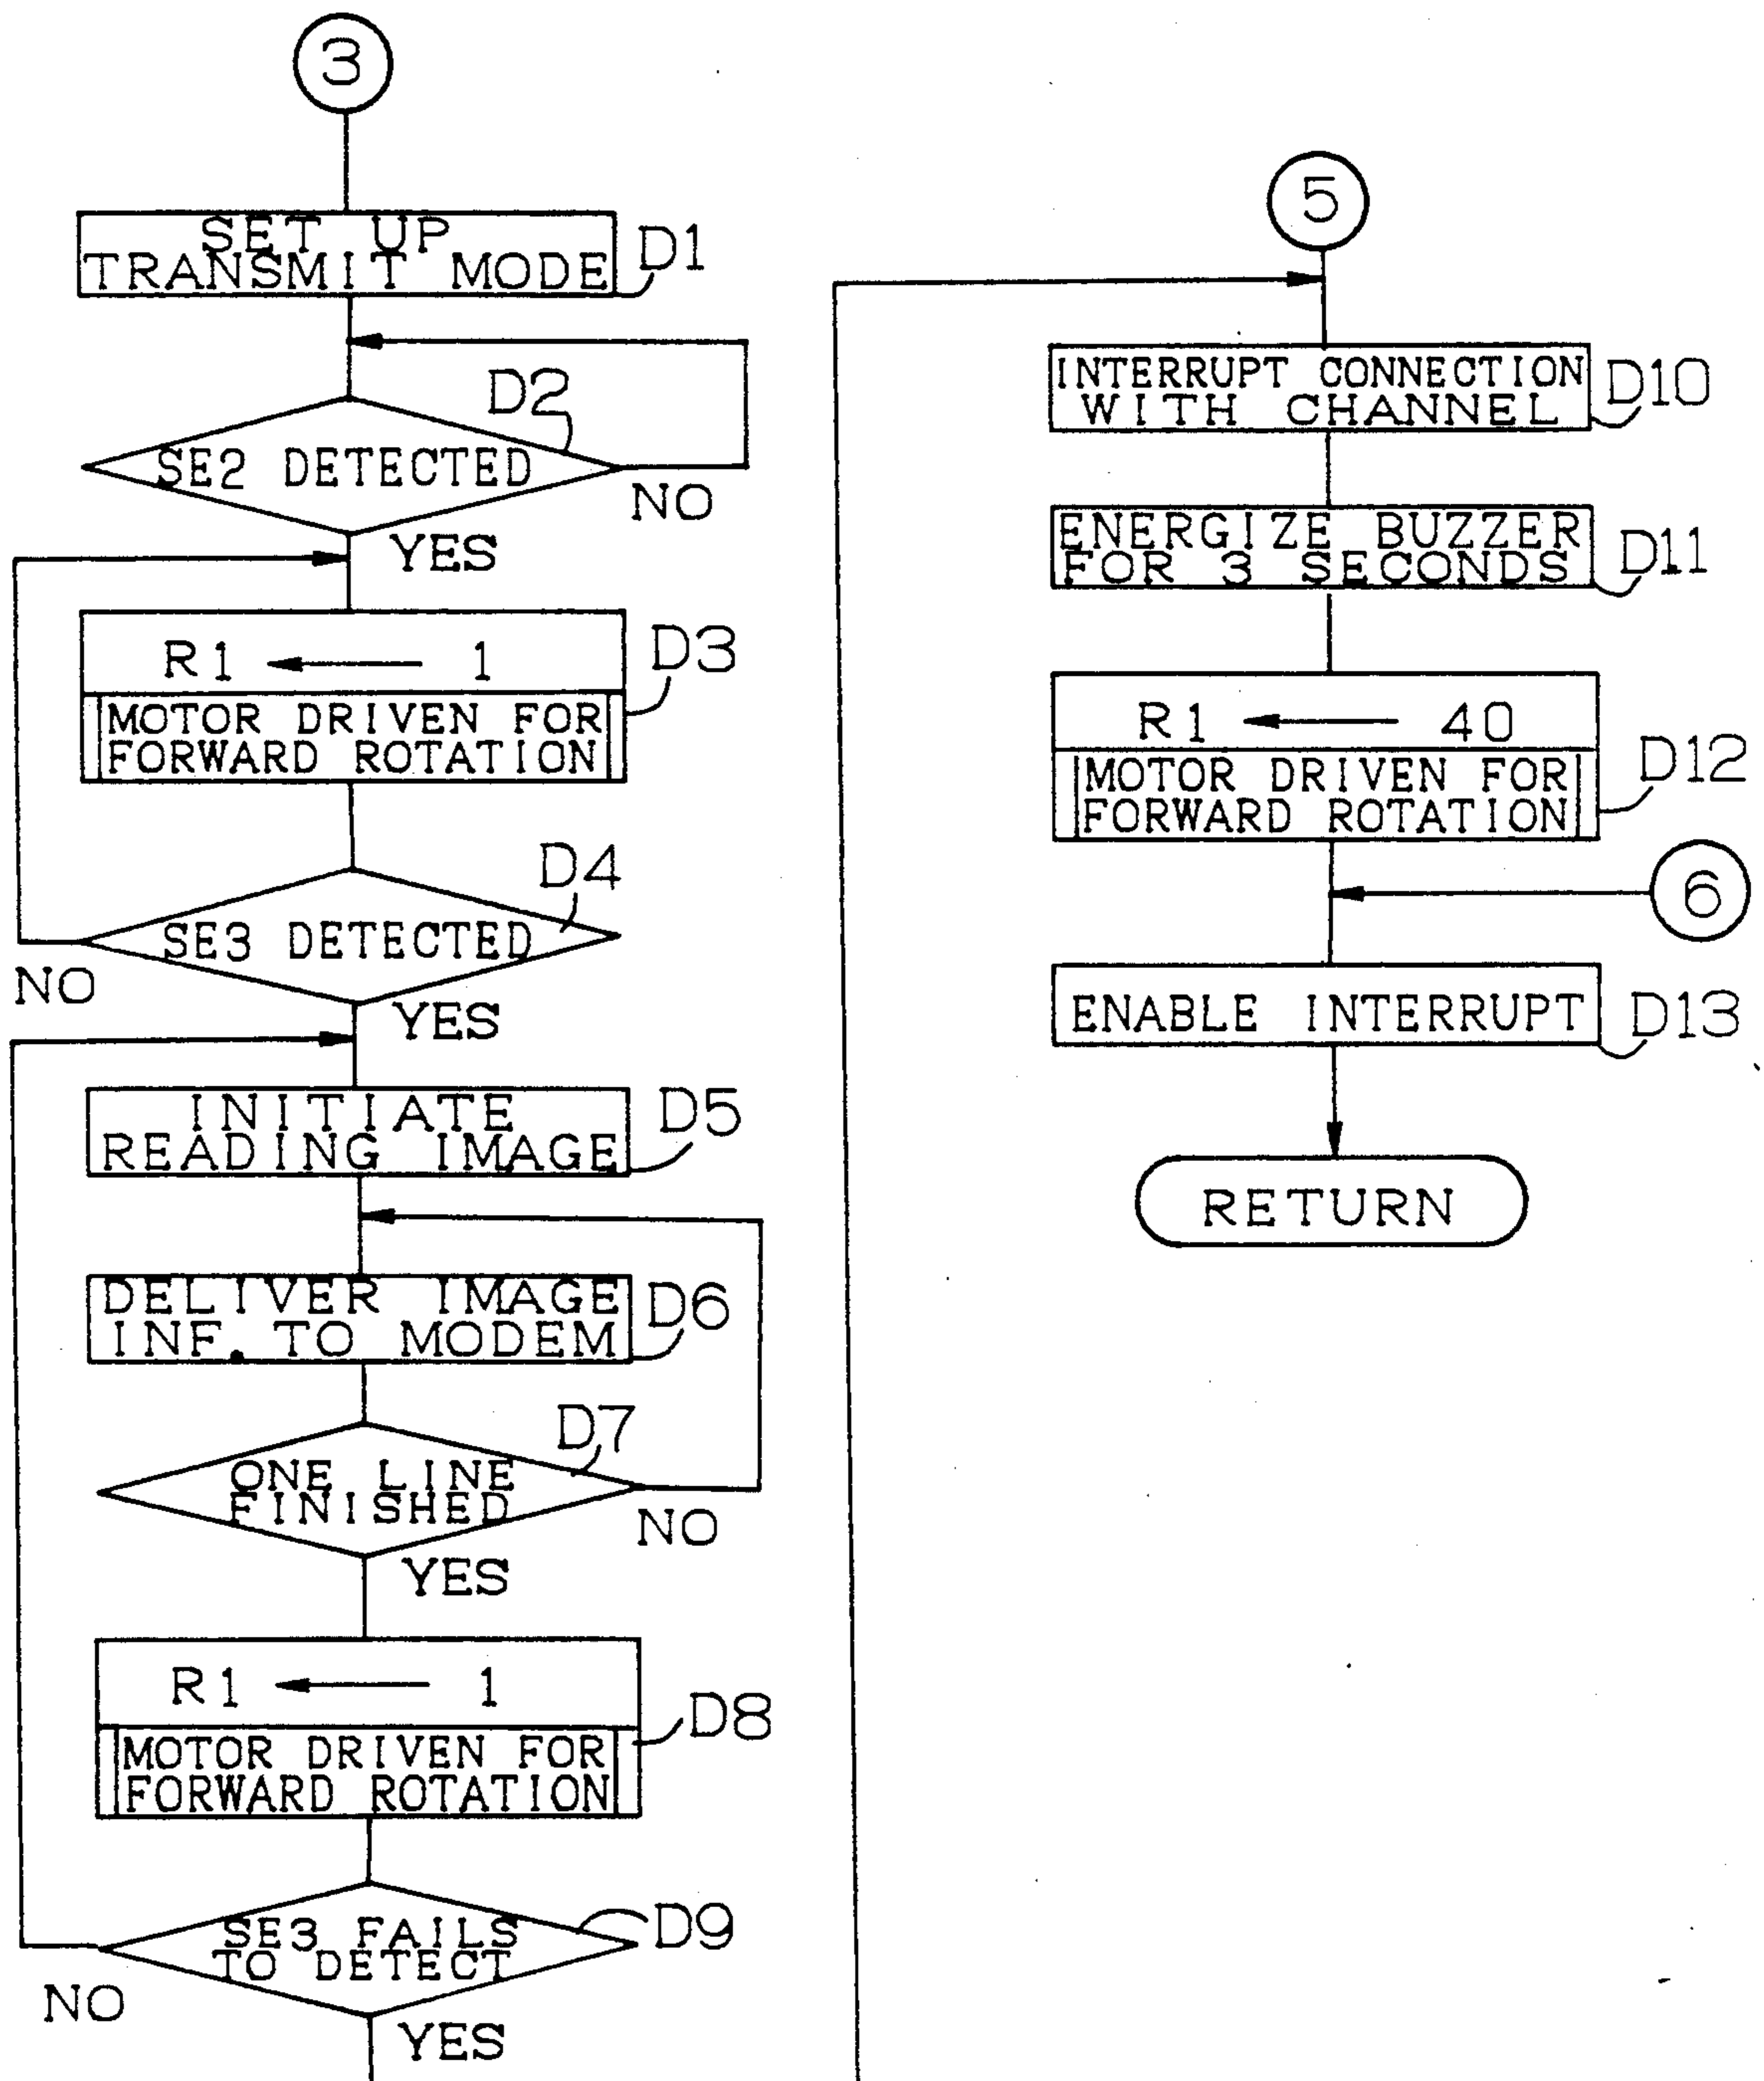 3
SET UP
TRANSMIT MODE
D1
D2
SE2 DETECTED
NO
YES
R1 ← 1
D3
MOTOR DRIVEN FOR
FORWARD ROTATION
D4
SE3 DETECTED
NO
YES
INITIATE
READING IMAGE
D5
DELIVER IMAGE
INF. TO MODEM
D6
D7
ONE LINE
FINISHED
NO
YES
R1 ← 1
D8
MOTOR DRIVEN FOR
FORWARD ROTATION
SE3 FAILS
TO DETECT
D9
NO
YES
5
INTERRUPT CONNECTION
WITH CHANNEL
D10
ENERGIZE BUZZER
FOR 3 SECONDS
D11
R1 ← 40
D12
MOTOR DRIVEN FOR
FORWARD ROTATION
6
ENABLE INTERRUPT
D13
RETURN